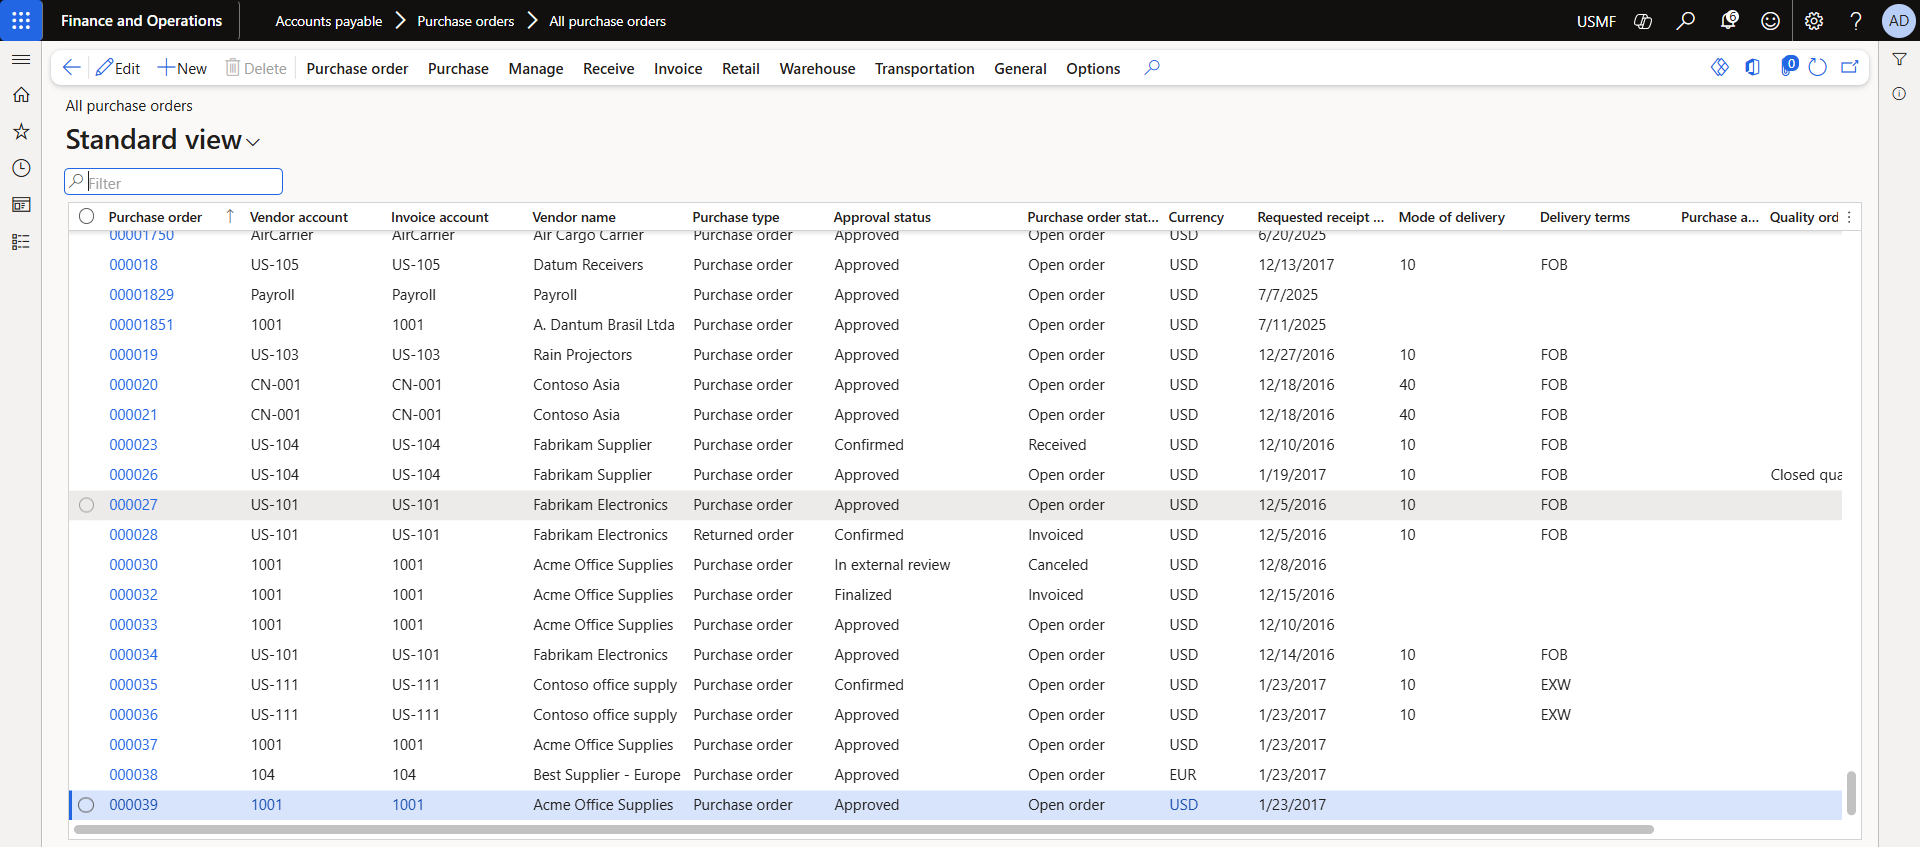 Finance and Operations Accounts payable Purchase orders All purchase orders USMF 6 AD
Edit New Delete Purchase order Purchase Manage Receive Invoice Retail Warehouse Transportation General Options 0
All purchase orders
Standard view
Filter
Purchase order Vendor account Invoice account Vendor name Purchase type Approval status Purchase order stat... Currency Requested receipt ... Mode of delivery Delivery terms Purchase a... Quality ord
00001750 AirCarrier AirCarrier Air Cargo Carrier Purchase order Approved Open order USD 6/20/2025
000018 US-105 US-105 Datum Receivers Purchase order Approved Open order USD 12/13/2017 10 FOB
00001829 Payroll Payroll Payroll Purchase order Approved Open order USD 7/7/2025
00001851 1001 1001 A. Dantum Brasil Ltda Purchase order Approved Open order USD 7/11/2025
000019 US-103 US-103 Rain Projectors Purchase order Approved Open order USD 12/27/2016 10 FOB
000020 CN-001 CN-001 Contoso Asia Purchase order Approved Open order USD 12/18/2016 40 FOB
000021 CN-001 CN-001 Contoso Asia Purchase order Approved Open order USD 12/18/2016 40 FOB
000023 US-104 US-104 Fabrikam Supplier Purchase order Confirmed Received USD 12/10/2016 10 FOB
000026 US-104 US-104 Fabrikam Supplier Purchase order Approved Open order USD 1/19/2017 10 FOB Closed qua
000027 US-101 US-101 Fabrikam Electronics Purchase order Approved Open order USD 12/5/2016 10 FOB
000028 US-101 US-101 Fabrikam Electronics Returned order Confirmed Invoiced USD 12/5/2016 10 FOB
000030 1001 1001 Acme Office Supplies Purchase order In external review Canceled USD 12/8/2016
000032 1001 1001 Acme Office Supplies Purchase order Finalized Invoiced USD 12/15/2016
000033 1001 1001 Acme Office Supplies Purchase order Approved Open order USD 12/10/2016
000034 US-101 US-101 Fabrikam Electronics Purchase order Approved Open order USD 12/14/2016 10 FOB
000035 US-111 US-111 Contoso office supply Purchase order Confirmed Open order USD 1/23/2017 10 EXW
000036 US-111 US-111 Contoso office supply Purchase order Approved Open order USD 1/23/2017 10 EXW
000037 1001 1001 Acme Office Supplies Purchase order Approved Open order USD 1/23/2017
000038 104 104 Best Supplier - Europe Purchase order Approved Open order EUR 1/23/2017
000039 1001 1001 Acme Office Supplies Purchase order Approved Open order USD 1/23/2017